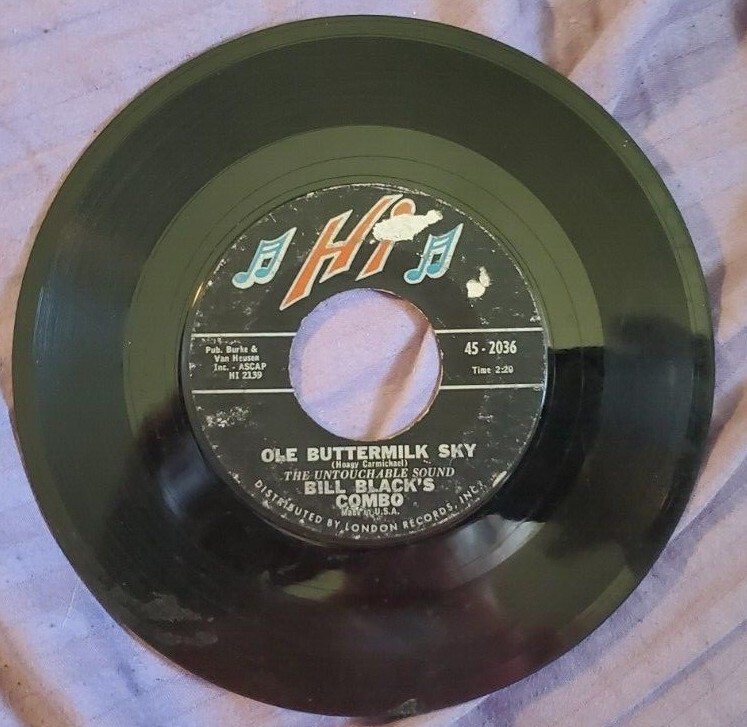 Hi
Pub. Burke &
Van Heusen
Inc. - ASCAP
HI 2139
45 - 2036
Time 2:20
OLE BUTTERMILK SKY
(Hoagy Carmichael)
THE UNTOUCHABLE SOUND
BILL BLACK'S
COMBO
Made in U.S.A.
DISTRIBUTED BY LONDON RECORDS, INC.